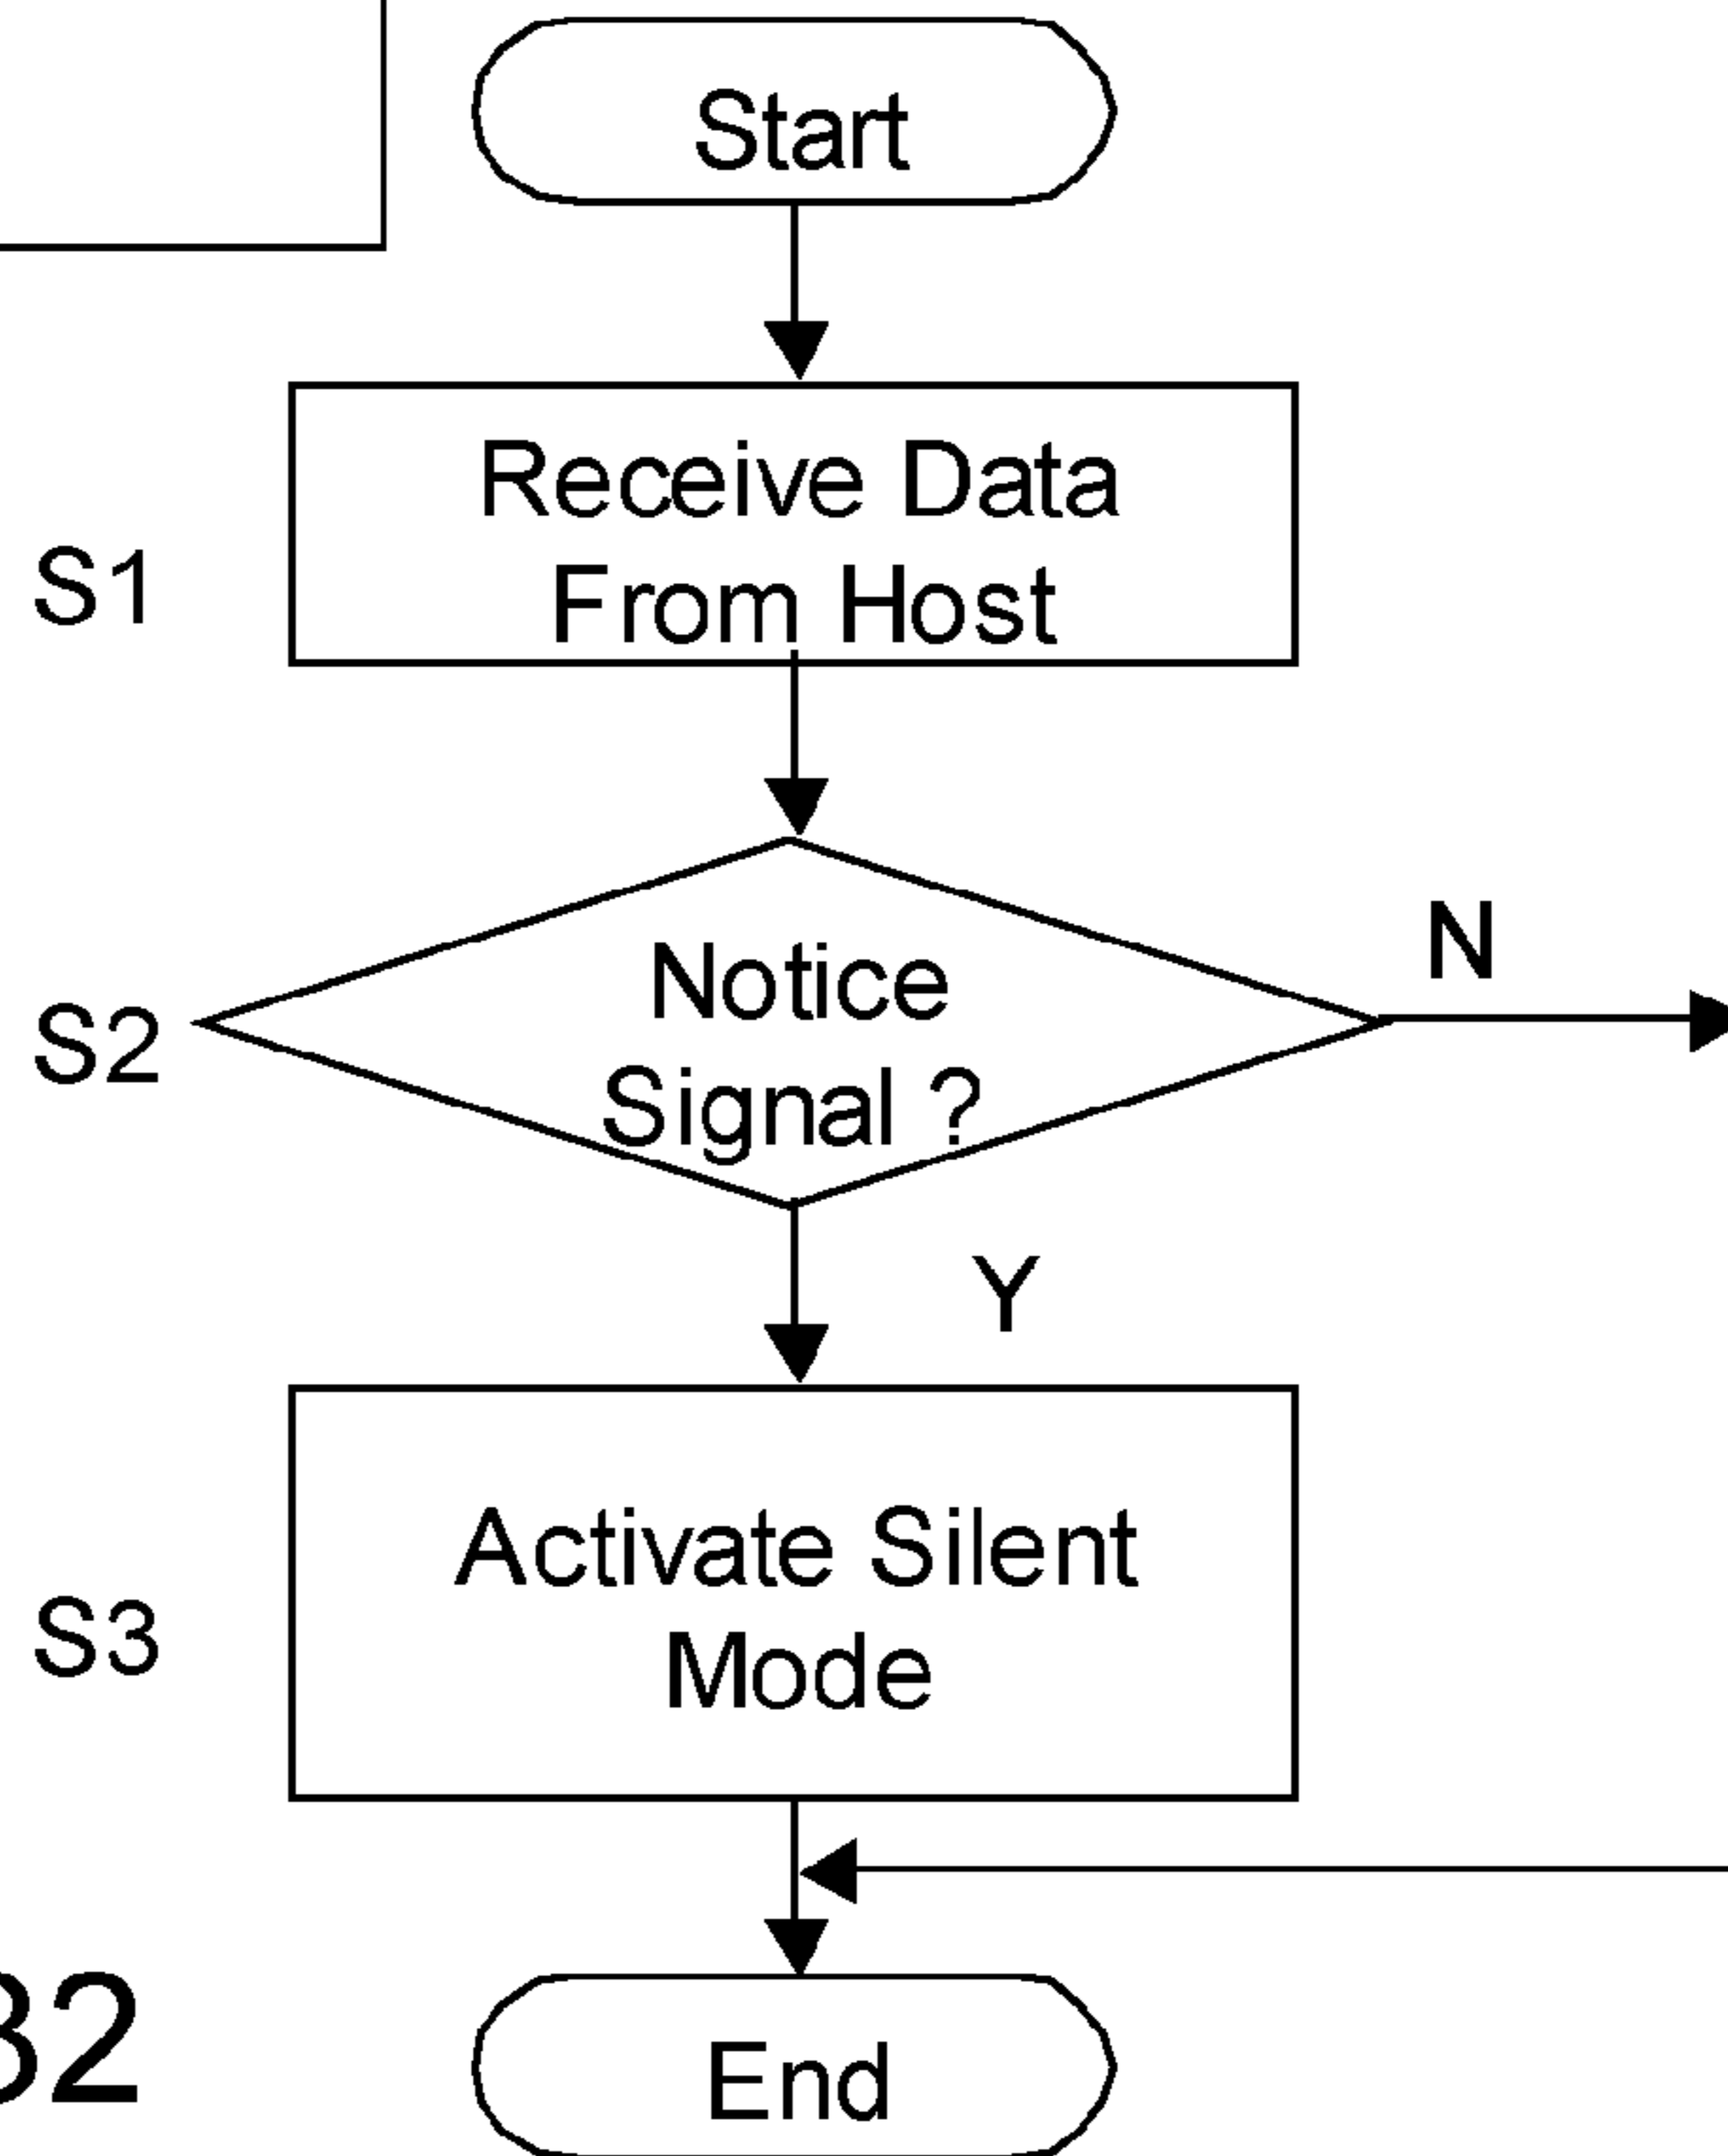 Start
Receive Data
From Host
S1
N
Notice
S2
Signal ?
Y
Activate Silent
S3
Mode
End